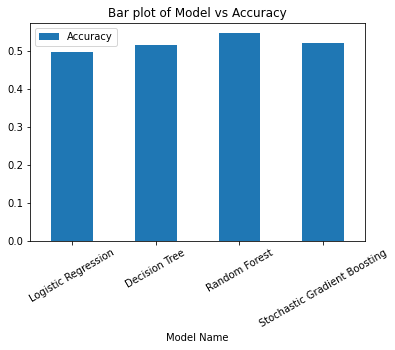 Bar plot of Model vs Accuracy
Accuracy
0.5
0.4
0.3
0.2
0.1
0.0
Logistic Regression
Decision Tree
Random Forest
Stochastic Gradient Boosting
Model Name